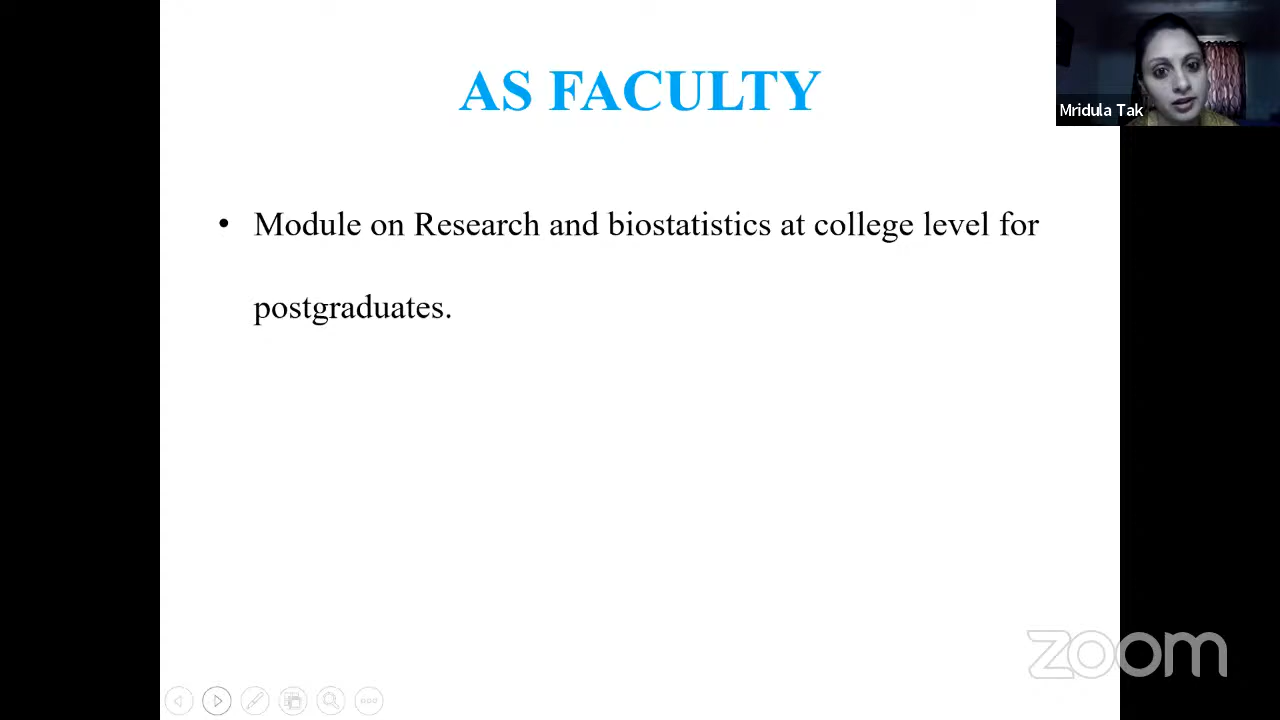 AS FACULTY
Mridula Tak
• Module on Research and biostatistics at college level for
postgraduates.
zoom